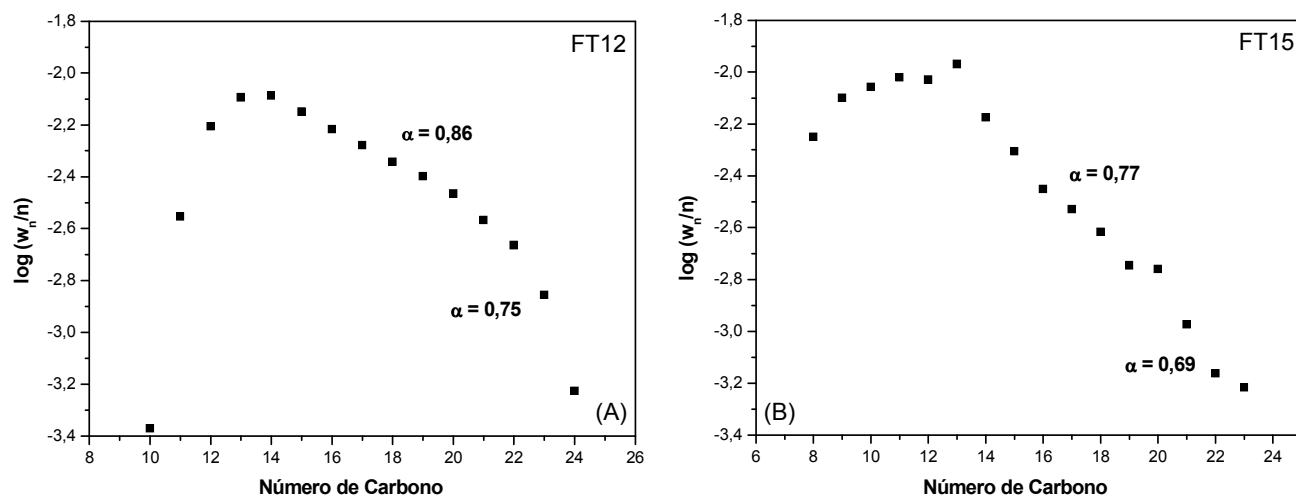 FT12
log (wn/n)
-1,8
-2,0
-2,2
-2,4
-2,6
-2,8
-3,0
-3,2
-3,4
α = 0,86
α = 0,75
(A)
8 10 12 14 16 18 20 22 24 26
Número de Carbono
FT15
log (wn/n)
-1,8
-2,0
-2,2
-2,4
-2,6
-2,8
-3,0
-3,2
-3,4
α = 0,77
α = 0,69
(B)
6 8 10 12 14 16 18 20 22 24
Número de Carbono